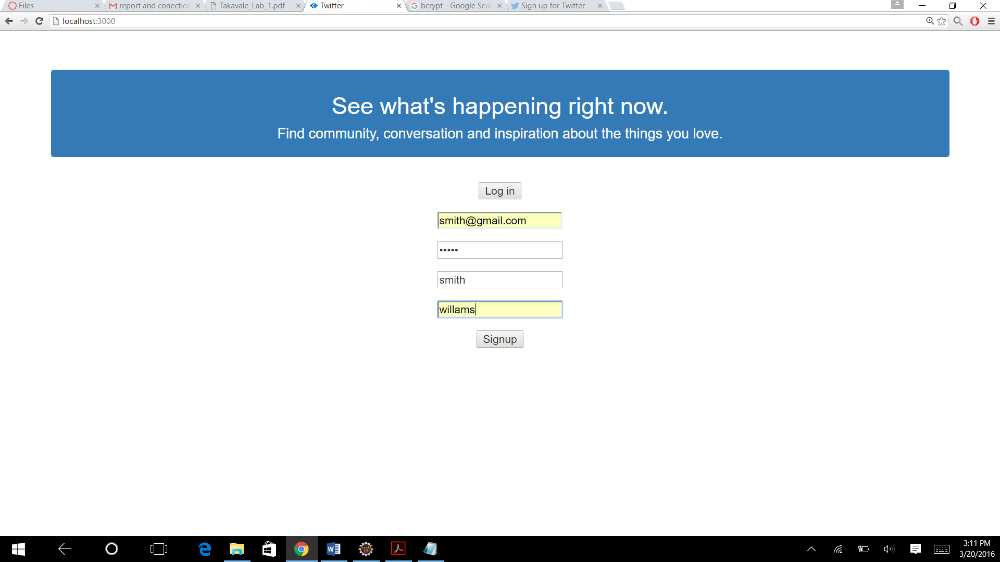 Files
report and conection
Takavale_Lab_1.pdf
Twitter
bcrypt - Google Sear
Sign up for Twitter
localhost:3000
See what's happening right now.
Find community, conversation and inspiration about the things you love.
Log in
smith@gmail.com
•••••
smith
willams
Signup
3:11 PM
3/20/2016